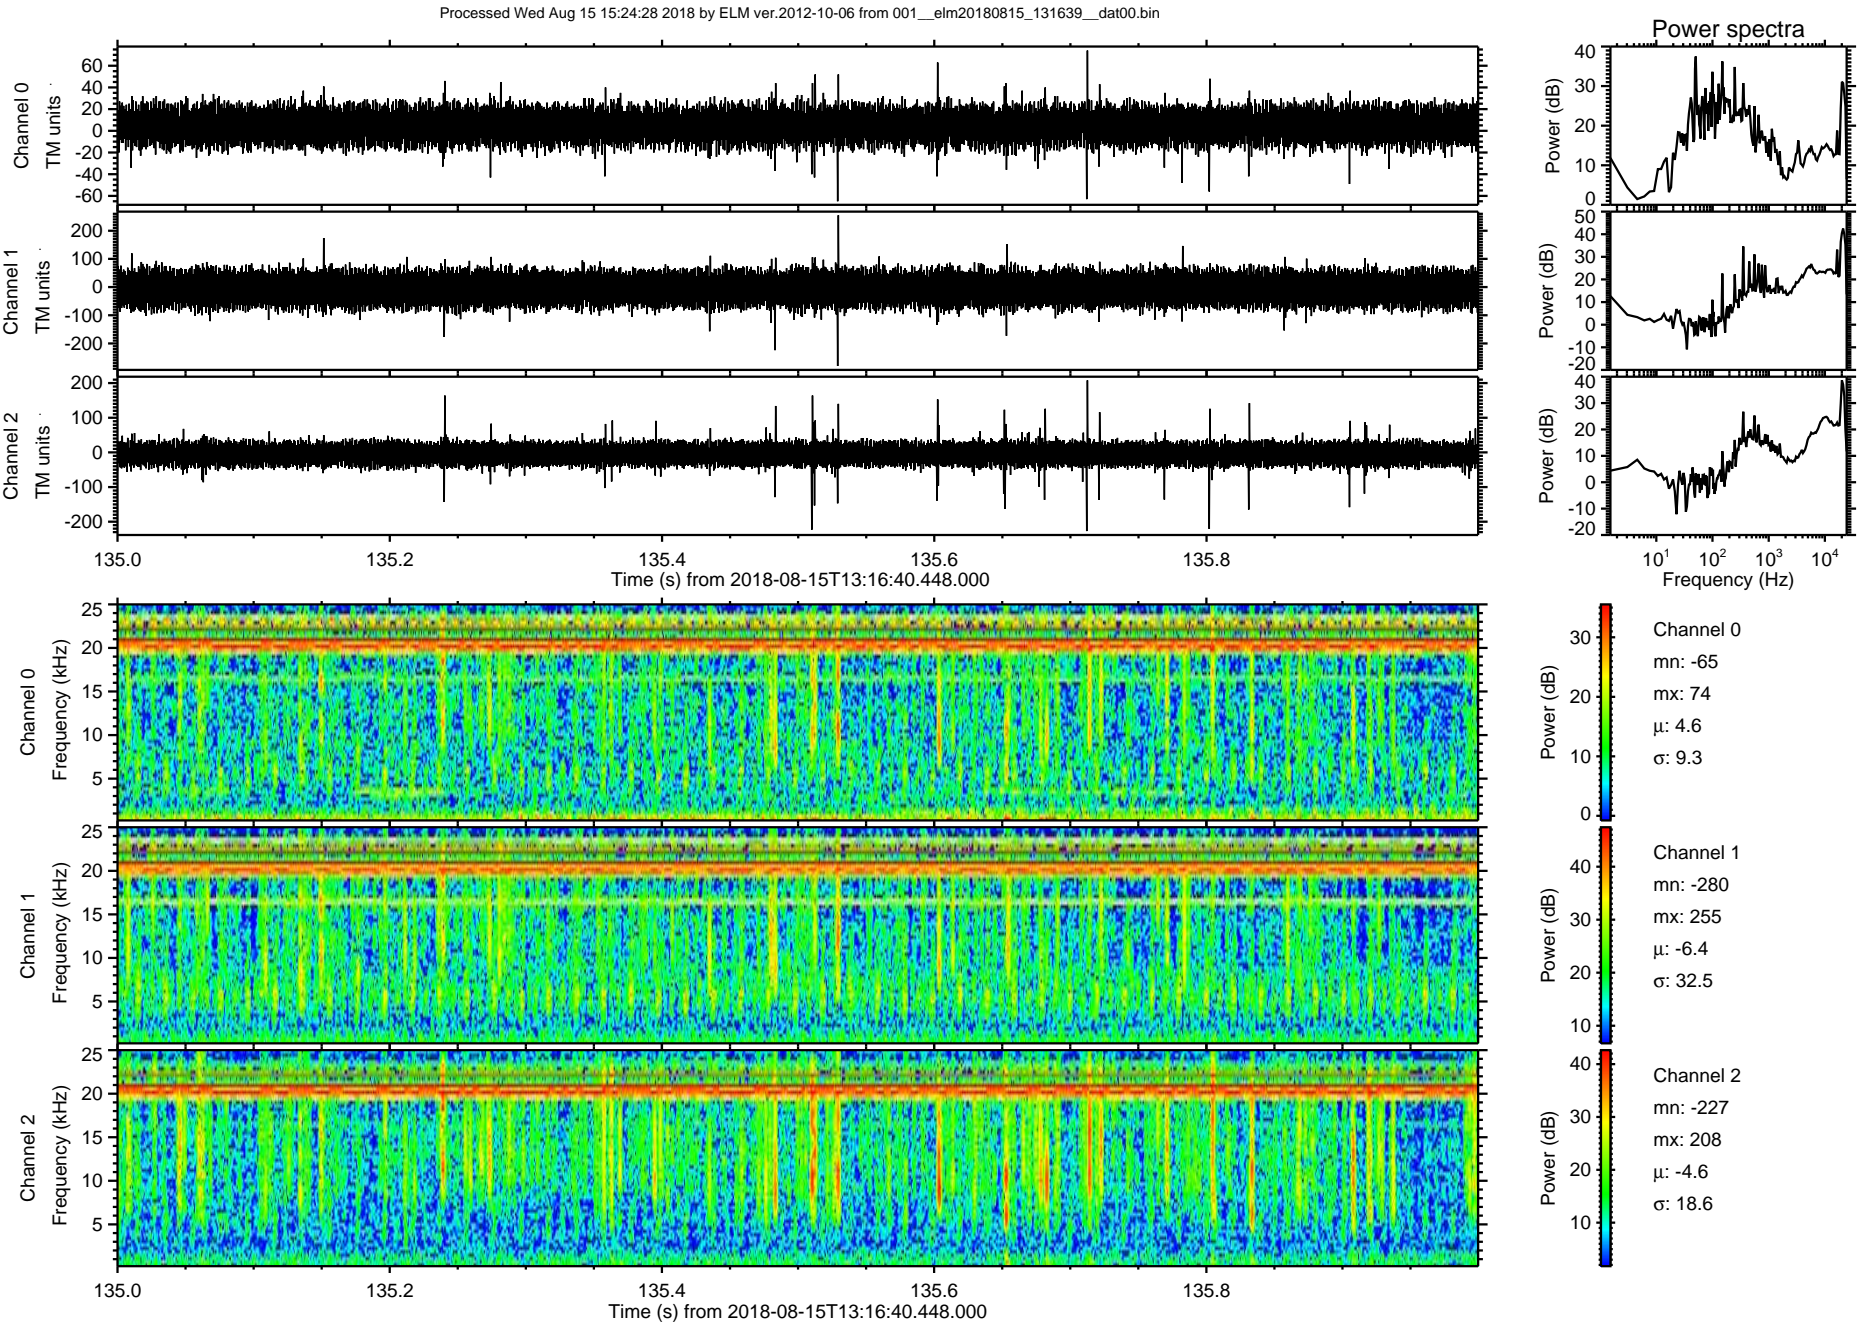 Processed Wed Aug 15 15:24:28 2018 by ELM ver.2012-10-06 from 001__elm20180815_131639__dat00.bin
Power spectra
Channel 0
TM units
60
40
20
0
-20
-40
-60
Power (dB)
40
30
20
10
0
Channel 1
TM units
200
100
0
-100
-200
Power (dB)
50
40
30
20
10
0
-10
-20
Channel 2
TM units
200
100
0
-100
-200
Power (dB)
40
30
20
10
0
-10
-20
135.0 135.2 135.4 135.6 135.8
Time (s) from 2018-08-15T13:16:40.448.000
10^1 10^2 10^3 10^4
Frequency (Hz)
Channel 0
Frequency (kHz)
25
20
15
10
5
Power (dB)
30
20
10
0
Channel 0
mn: -65
mx: 74
μ: 4.6
σ: 9.3
Channel 1
Frequency (kHz)
25
20
15
10
5
Power (dB)
40
30
20
10
Channel 1
mn: -280
mx: 255
μ: -6.4
σ: 32.5
Channel 2
Frequency (kHz)
25
20
15
10
5
Power (dB)
40
30
20
10
Channel 2
mn: -227
mx: 208
μ: -4.6
σ: 18.6
135.0 135.2 135.4 135.6 135.8
Time (s) from 2018-08-15T13:16:40.448.000